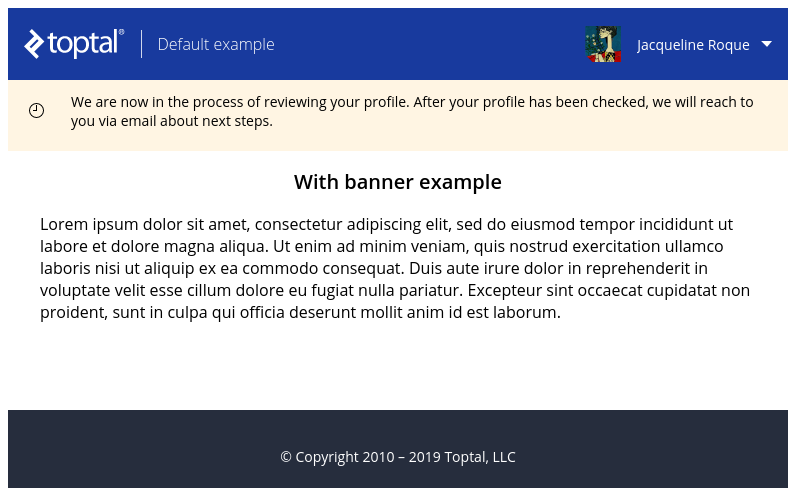 toptal® Default example Jacqueline Roque
We are now in the process of reviewing your profile. After your profile has been checked, we will reach to
you via email about next steps.
With banner example
Lorem ipsum dolor sit amet, consectetur adipiscing elit, sed do eiusmod tempor incididunt ut
labore et dolore magna aliqua. Ut enim ad minim veniam, quis nostrud exercitation ullamco
laboris nisi ut aliquip ex ea commodo consequat. Duis aute irure dolor in reprehenderit in
voluptate velit esse cillum dolore eu fugiat nulla pariatur. Excepteur sint occaecat cupidatat non
proident, sunt in culpa qui officia deserunt mollit anim id est laborum.
© Copyright 2010 – 2019 Toptal, LLC